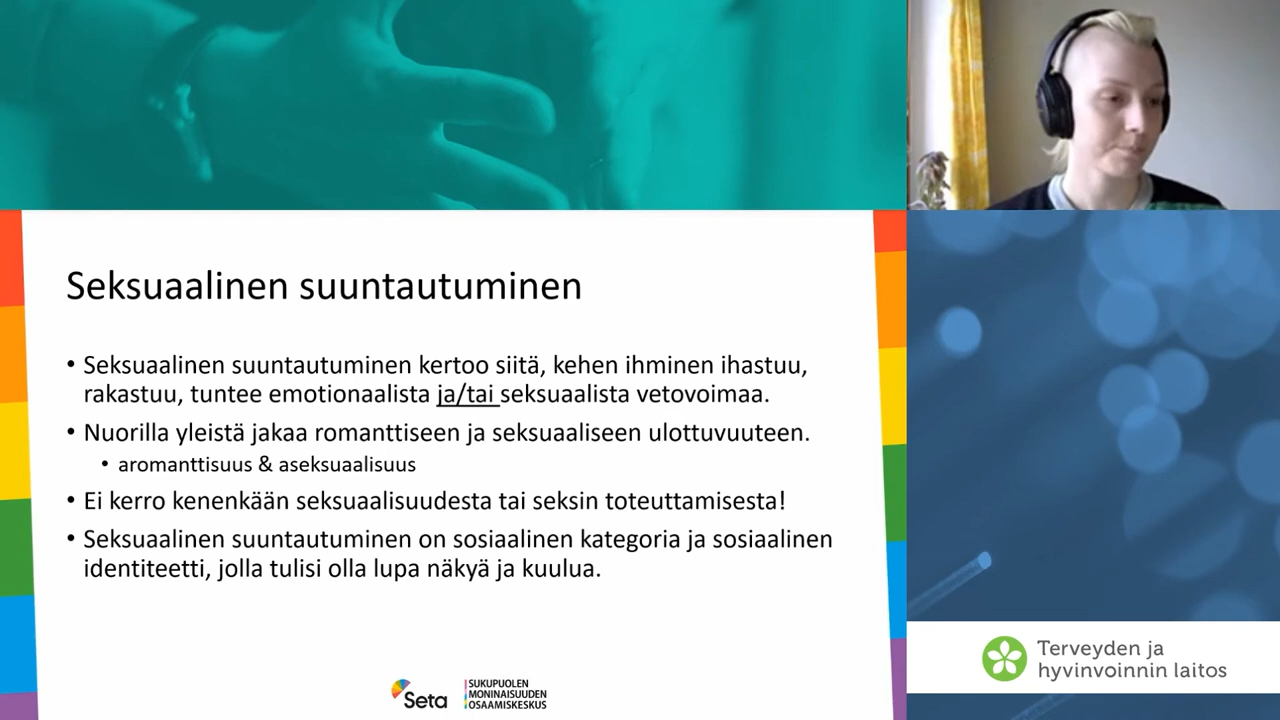 Seksuaalinen suuntautuminen
• Seksuaalinen suuntautuminen kertoo siitä, kehen ihminen ihastuu,
rakastuu, tuntee emotionaalista ja/tai seksuaalista vetovoimaa.
• Nuorilla yleistä jakaa romanttiseen ja seksuaaliseen ulottuvuuteen.
• aromanttisuus & aseksuaalisuus
• Ei kerro kenenkään seksuaalisuudesta tai seksin toteuttamisesta!
• Seksuaalinen suuntautuminen on sosiaalinen kategoria ja sosiaalinen
identiteetti, jolla tulisi olla lupa näkyä ja kuulua.
Seta
SUKUPUOLEN
MONINAISUUDEN
OSAAMISKESKUS
Terveyden ja
hyvinvoinnin laitos